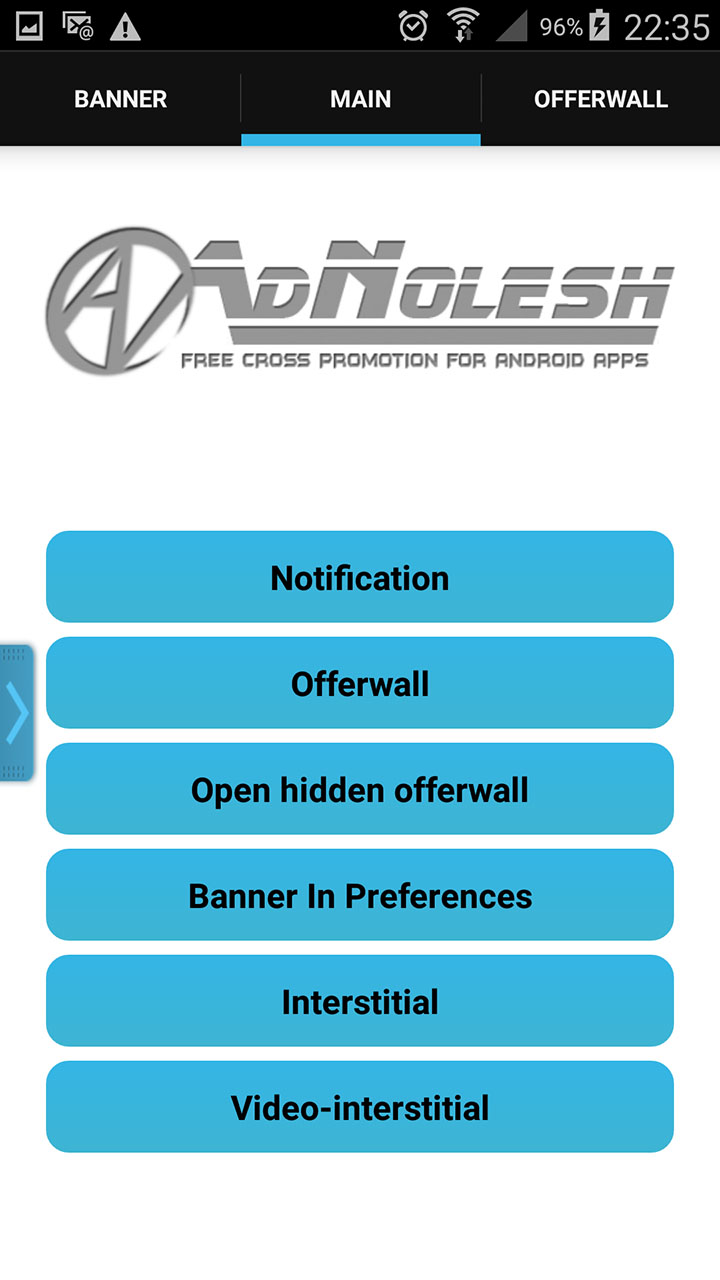 96% 22:35
BANNER MAIN OFFERWALL
ADNOLESH
FREE CROSS PROMOTION FOR ANDROID APPS
Notification
Offerwall
Open hidden offerwall
Banner In Preferences
Interstitial
Video-interstitial